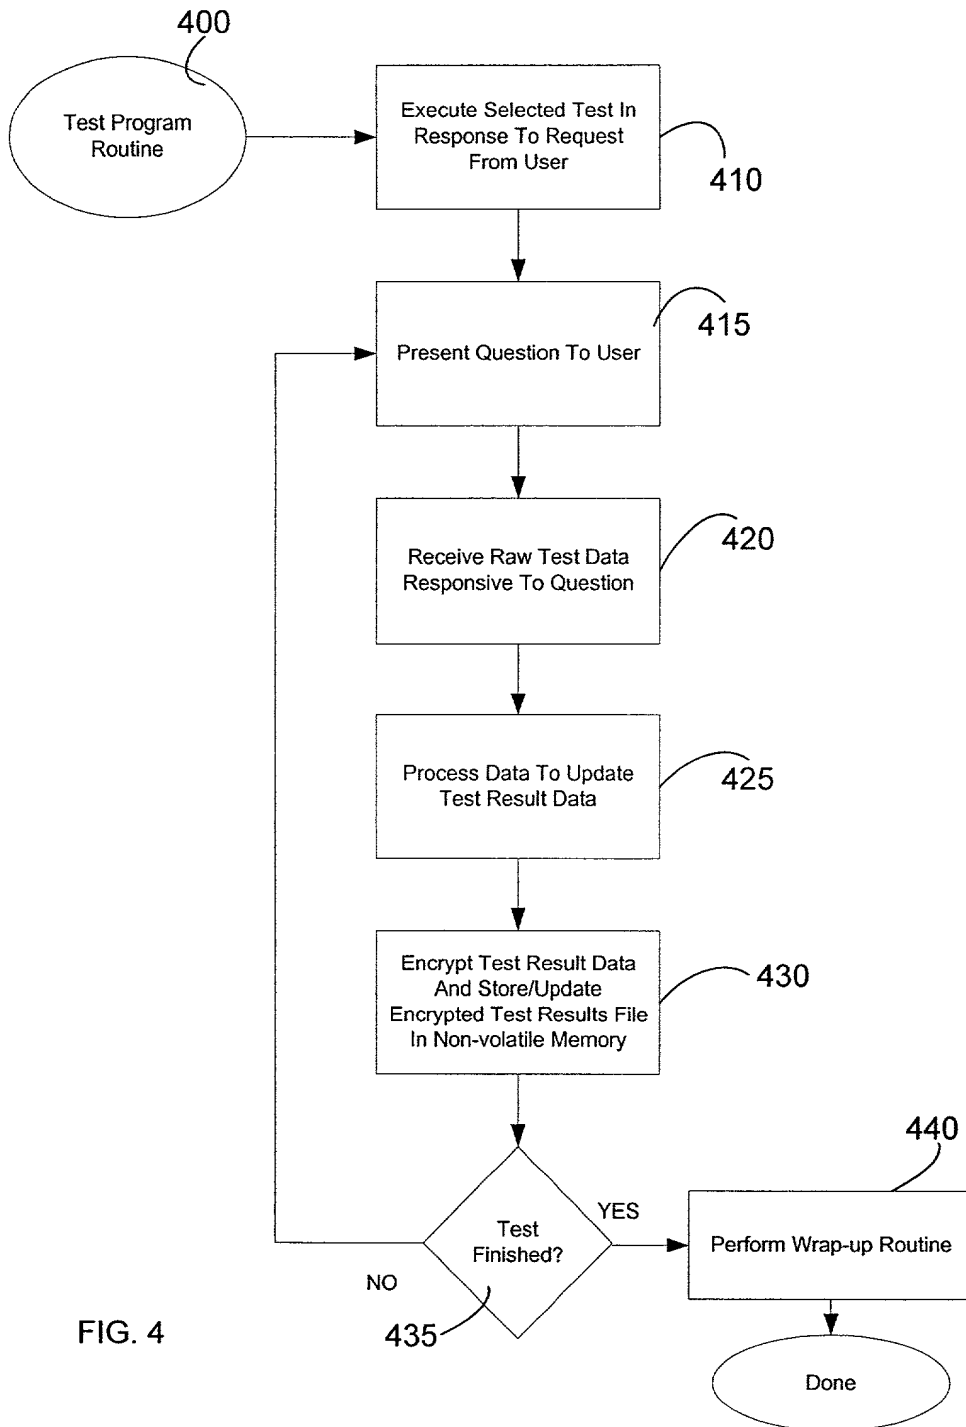 400
Test Program
Routine
Execute Selected Test In
Response To Request
From User
410
Present Question To User
415
Receive Raw Test Data
Responsive To Question
420
Process Data To Update
Test Result Data
425
Encrypt Test Result Data
And Store/Update
Encrypted Test Results File
In Non-volatile Memory
430
Test
Finished?
435
NO
YES
440
Perform Wrap-up Routine
Done
FIG. 4